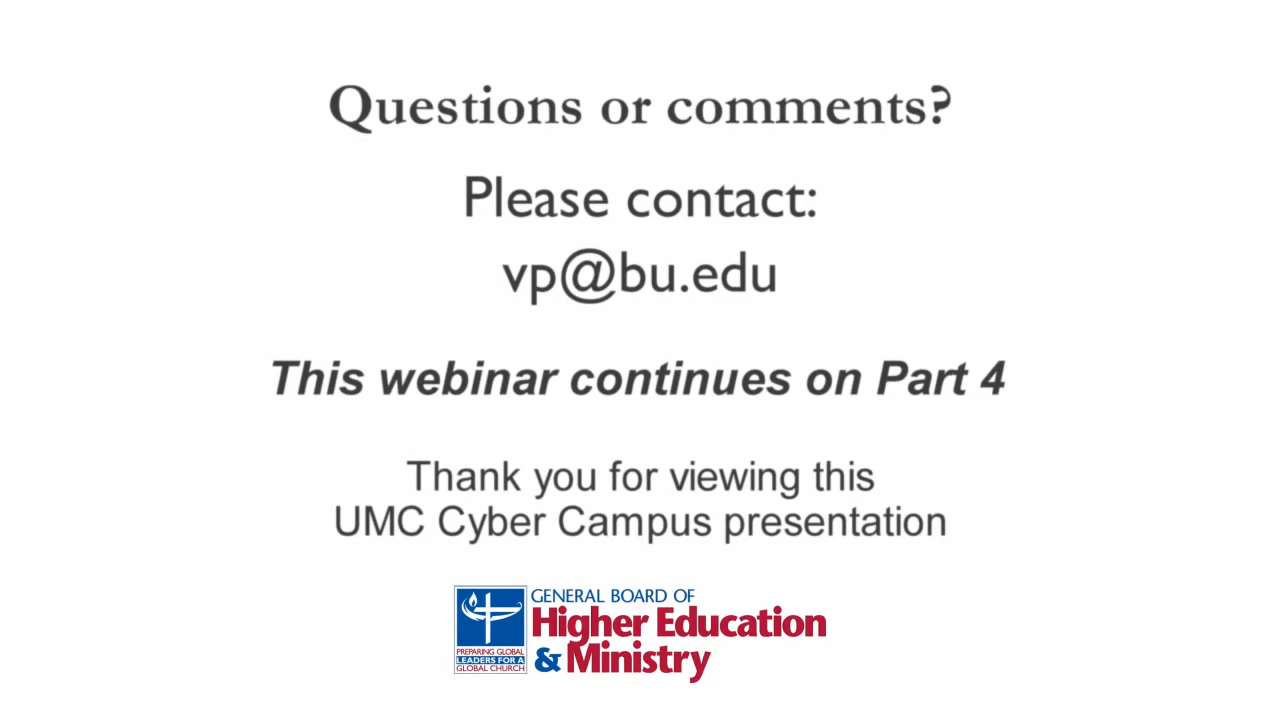 Questions or comments?
Please contact:
vp@bu.edu
This webinar continues on Part 4
Thank you for viewing this
UMC Cyber Campus presentation
GENERAL BOARD OF
Higher Education
& Ministry
PREPARING GLOBAL
LEADERS FOR A
GLOBAL CHURCH